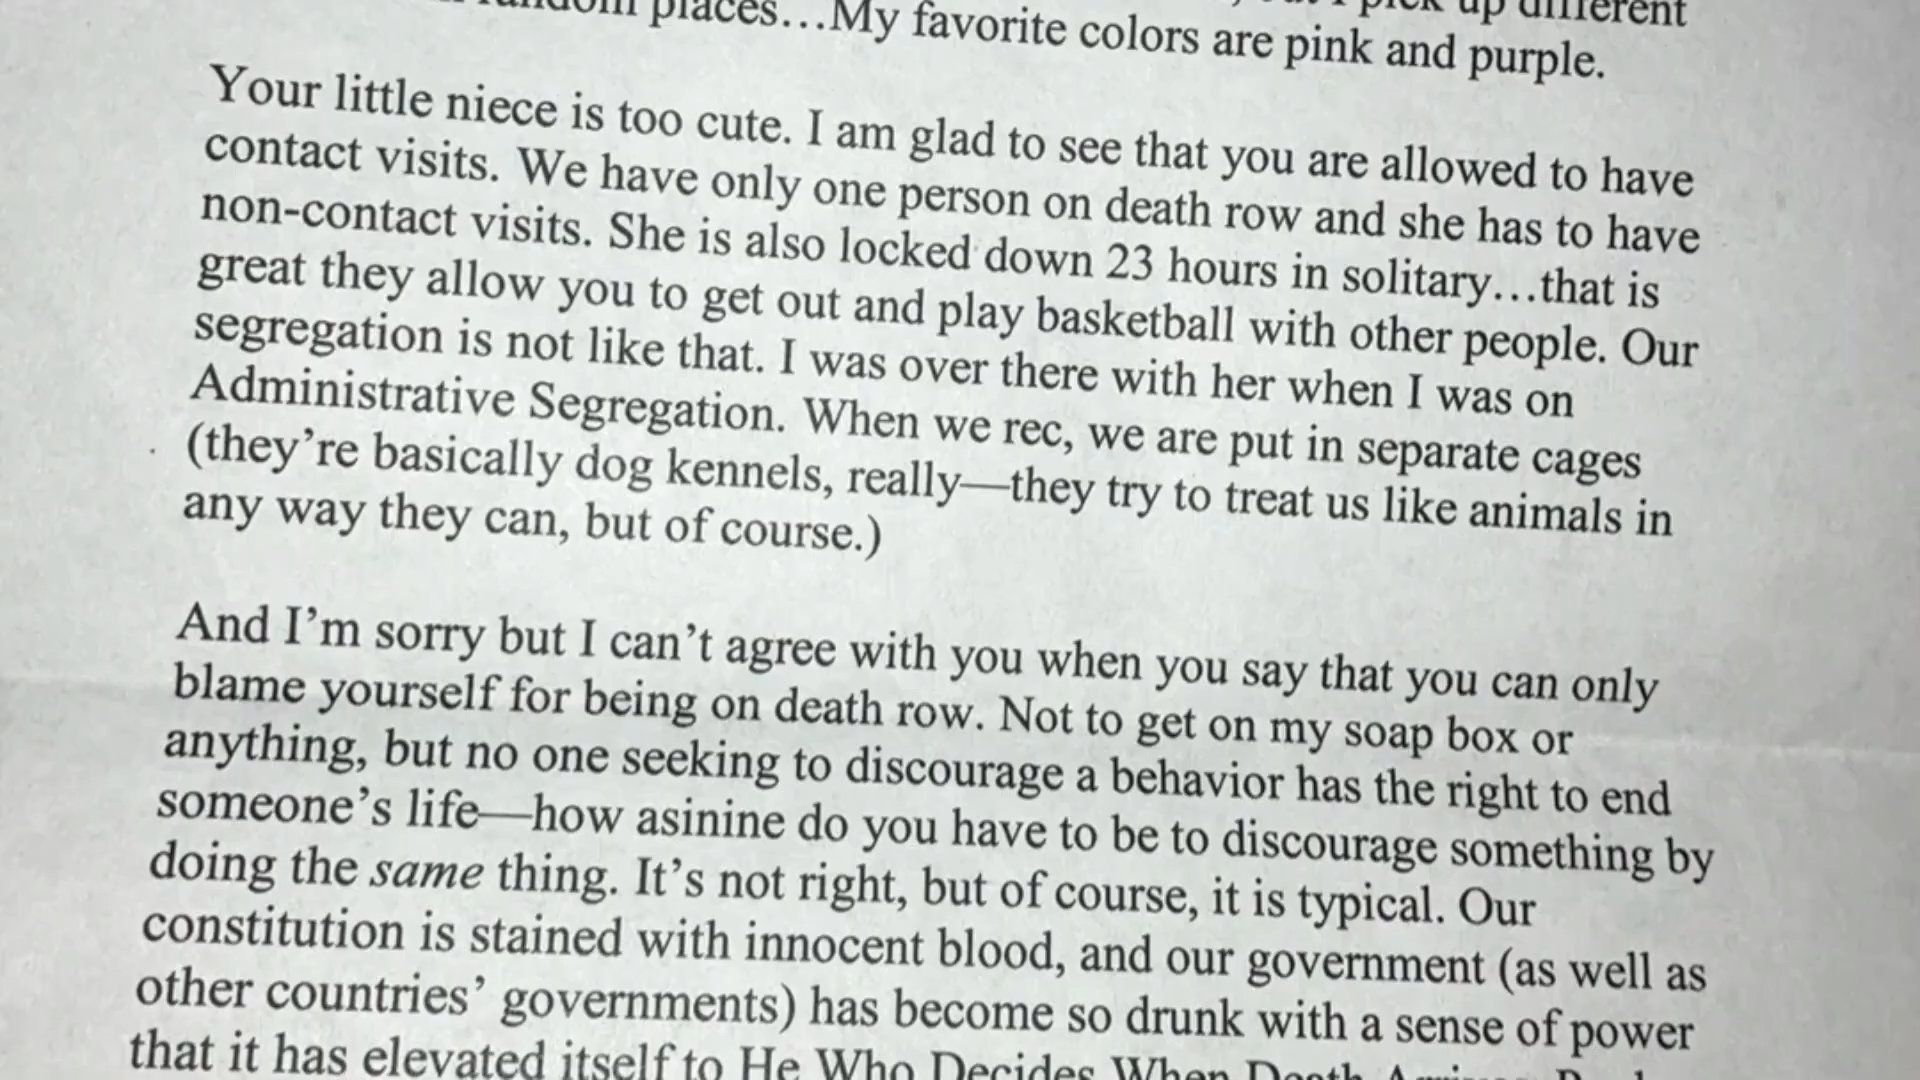 random places…My favorite colors are pink and purple.
up different
Your little niece is too cute. I am glad to see that you are allowed to have
contact visits. We have only one person on death row and she has to have
non-contact visits. She is also locked down 23 hours in solitary…that is
great they allow you to get out and play basketball with other people. Our
segregation is not like that. I was over there with her when I was on
Administrative Segregation. When we rec, we are put in separate cages
(they’re basically dog kennels, really—they try to treat us like animals in
any way they can, but of course.)
And I’m sorry but I can’t agree with you when you say that you can only
blame yourself for being on death row. Not to get on my soap box or
anything, but no one seeking to discourage a behavior has the right to end
someone’s life—how asinine do you have to be to discourage something by
doing the same thing. It’s not right, but of course, it is typical. Our
constitution is stained with innocent blood, and our government (as well as
other countries’ governments) has become so drunk with a sense of power
that it has elevated itself to He Who Decides When Death